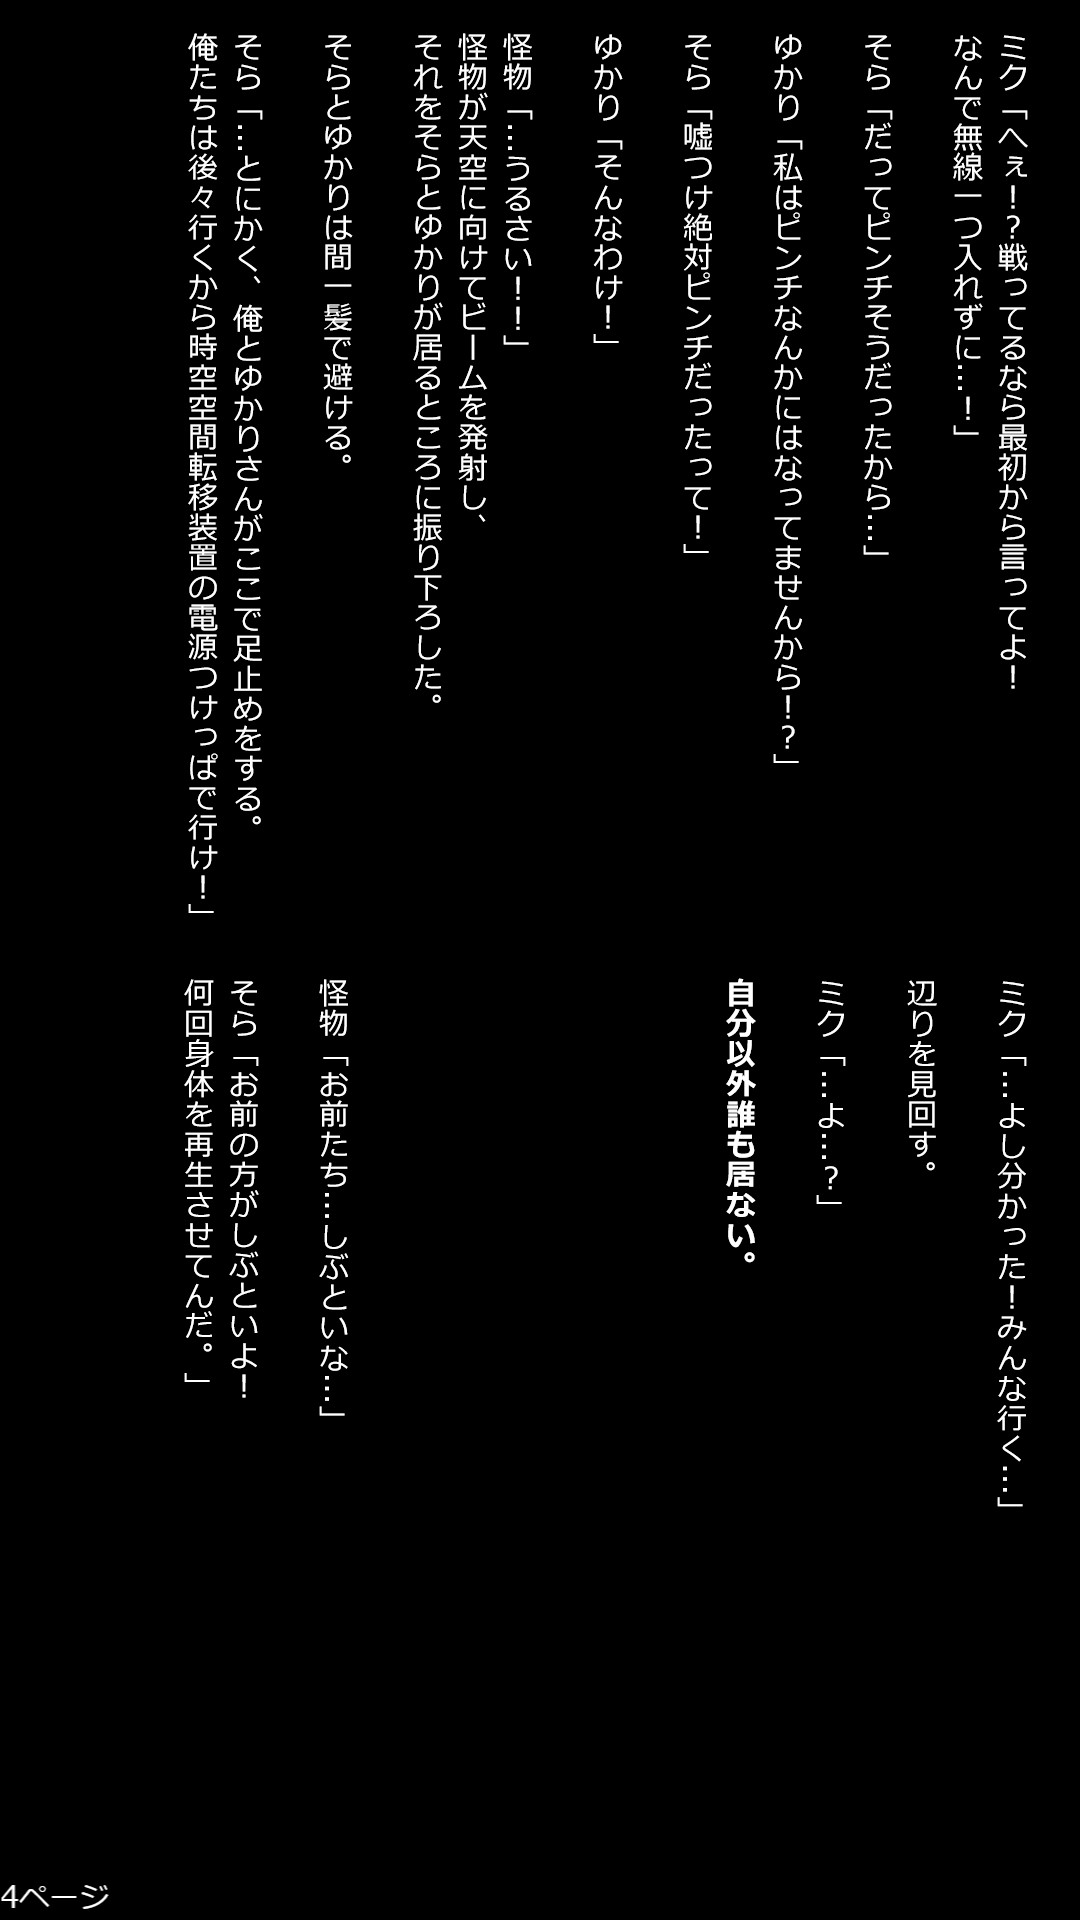 ミク「へぇ！？戦ってるなら最初から言ってよ！
なんで無線一つ入れずに…！」
そら「だってピンチそうだったから…」
ゆかり「私はピンチなんかにはなってませんから！？」
そら「嘘つけ絶対ピンチだったって！」
ゆかり「そんなわけ！」
怪物「…うるさい！！」
怪物が天空に向けてビームを発射し、
それをそらとゆかりが居るところに振り下ろした。
そらとゆかりは間一髪で避ける。
そら「…とにかく、俺とゆかりさんがここで足止めをする。
俺たちは後々行くから時空空間転移装置の電源つけっぱで行け！」
ミク「…よし分かった！みんな行く…」
辺りを見回す。
ミク「…よ…？」
自分以外誰も居ない。
怪物「お前たち…しぶといな…」
そら「お前の方がしぶといよ！
何回身体を再生させてんだ。」
4ページ